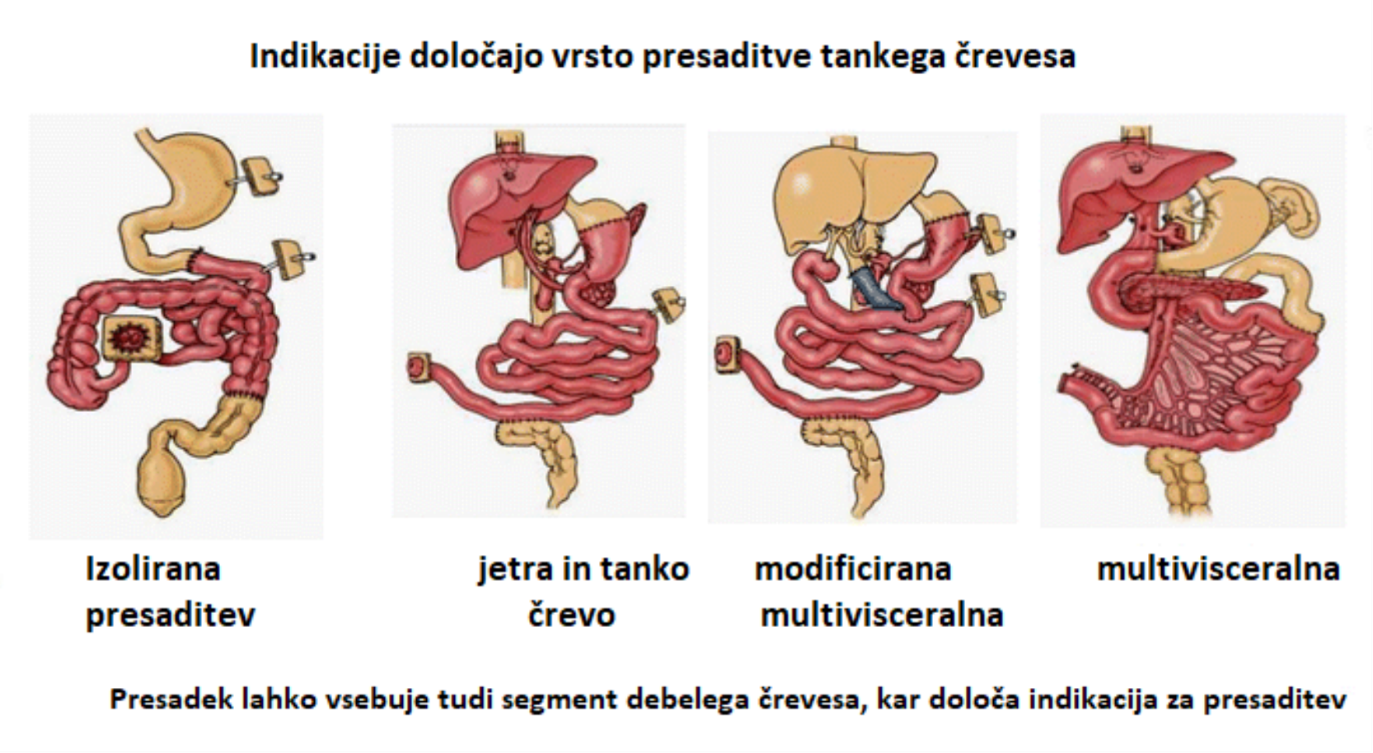 Indikacije določajo vrsto presaditve tankega črevesa
Izolirana
presaditev
jetra in tanko
črevo
modificirana
multivisceralna
multivisceralna
Presadek lahko vsebuje tudi segment debelega črevesa, kar določa indikacija za presaditev